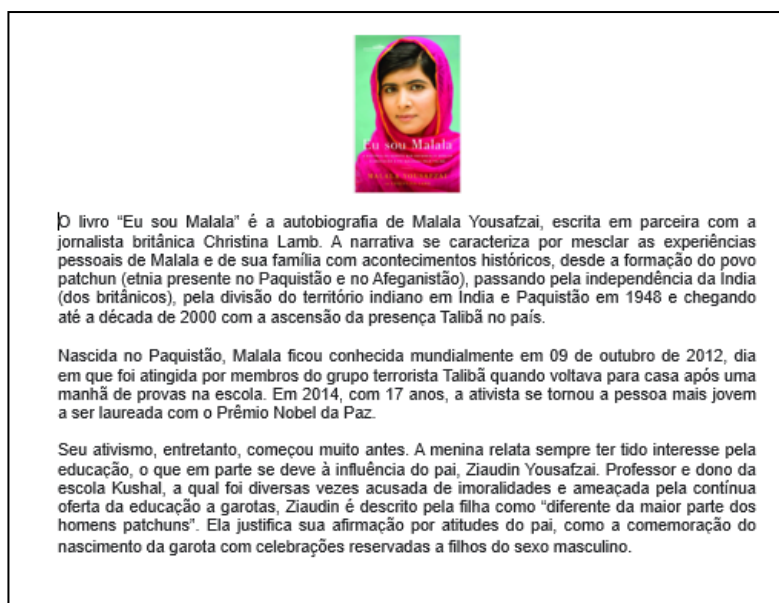 Eu sou Malala
MALALA YOUSAFZAI
O livro “Eu sou Malala” é a autobiografia de Malala Yousafzai, escrita em parceira com a
jornalista britânica Christina Lamb. A narrativa se caracteriza por mesclar as experiências
pessoais de Malala e de sua família com acontecimentos históricos, desde a formação do povo
patchun (etnia presente no Paquistão e no Afeganistão), passando pela independência da Índia
(dos britânicos), pela divisão do território indiano em Índia e Paquistão em 1948 e chegando
até a década de 2000 com a ascensão da presença Talibã no país.
Nascida no Paquistão, Malala ficou conhecida mundialmente em 09 de outubro de 2012, dia
em que foi atingida por membros do grupo terrorista Talibã quando voltava para casa após uma
manhã de provas na escola. Em 2014, com 17 anos, a ativista se tornou a pessoa mais jovem
a ser laureada com o Prêmio Nobel da Paz.
Seu ativismo, entretanto, começou muito antes. A menina relata sempre ter tido interesse pela
educação, o que em parte se deve à influência do pai, Ziaudin Yousafzai. Professor e dono da
escola Kushal, a qual foi diversas vezes acusada de imoralidades e ameaçada pela contínua
oferta da educação a garotas, Ziaudin é descrito pela filha como “diferente da maior parte dos
homens patchuns”. Ela justifica sua afirmação por atitudes do pai, como a comemoração do
nascimento da garota com celebrações reservadas a filhos do sexo masculino.